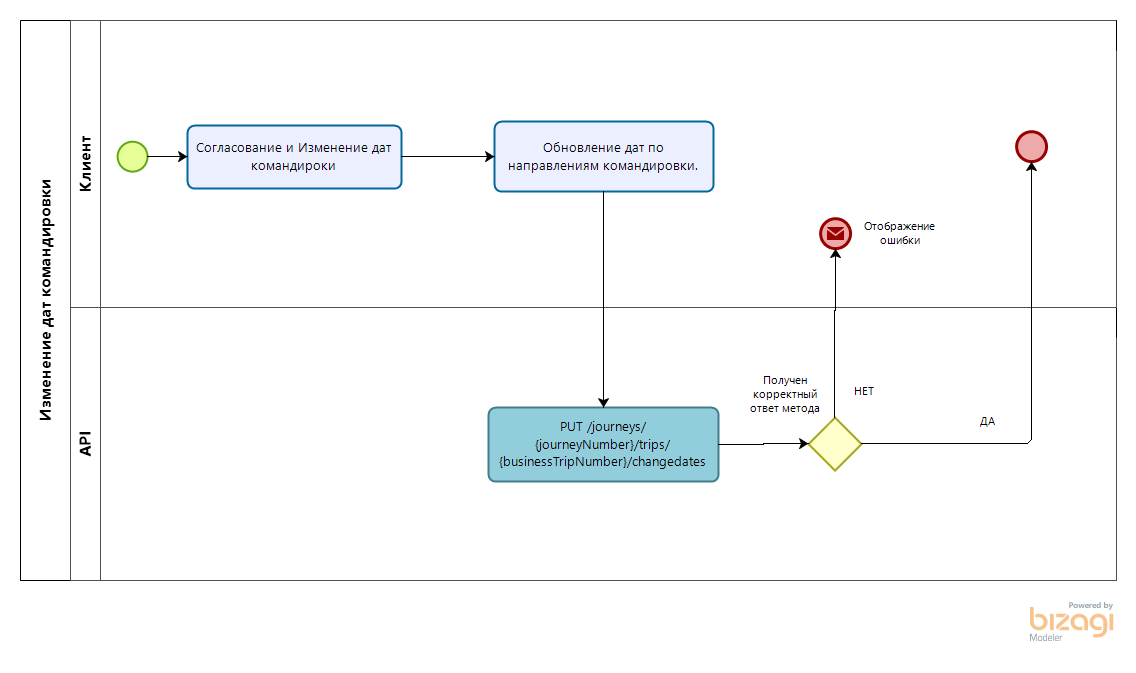 Изменение дат командировки
Клиент
Согласование и Изменение дат
командироки
Обновление дат по
направлениям командировки.
Отображение
ошибки
API
PUT /journeys/
{journeyNumber}/trips/
{businessTripNumber}/changedates
Получен
корректный
ответ метода
НЕТ
ДА
Powered by
bizagi
Modeler